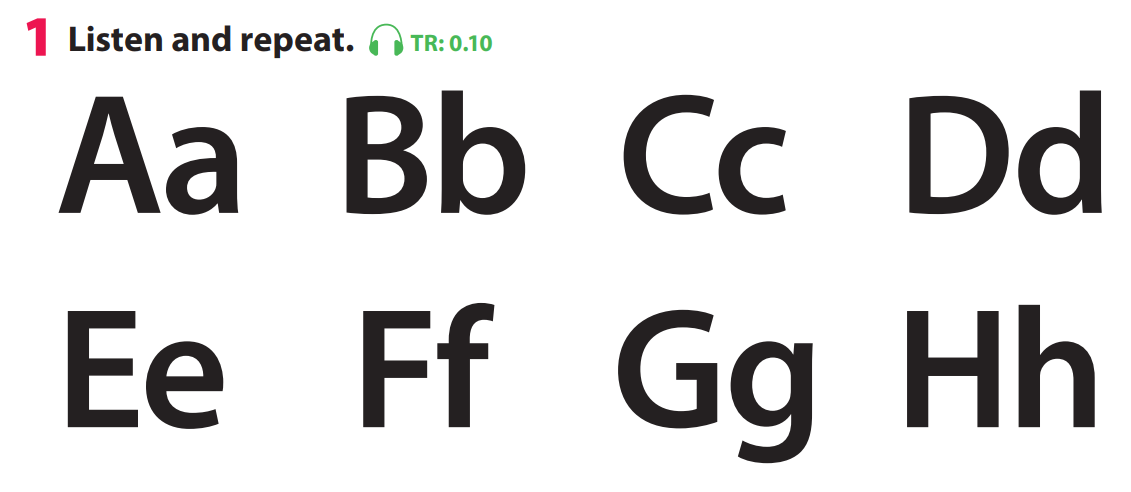 1 Listen and repeat. TR: 0.10
Aa Bb Cc Dd
Ee Ff Gg Hh